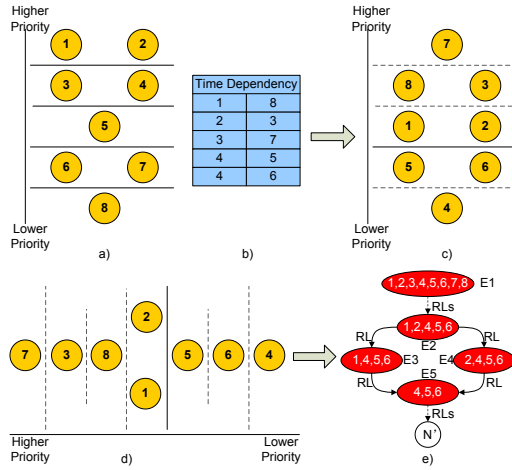 Higher
Priority
1 2
3 4
5
6 7
8
Lower
Priority
a)
Time Dependency
1 8
2 3
3 7
4 5
4 6
b)
Higher
Priority
7
8 3
1 2
5 6
4
Lower
Priority
c)
2
7 3 8 5 6 4
1
Higher
Priority
Lower
Priority
d)
1,2,3,4,5,6,7,8 E1
RLs
1,2,4,5,6
RL E2 RL
1,4,5,6 E3 E4 2,4,5,6
RL E5 RL
4,5,6
RLs
N'
e)